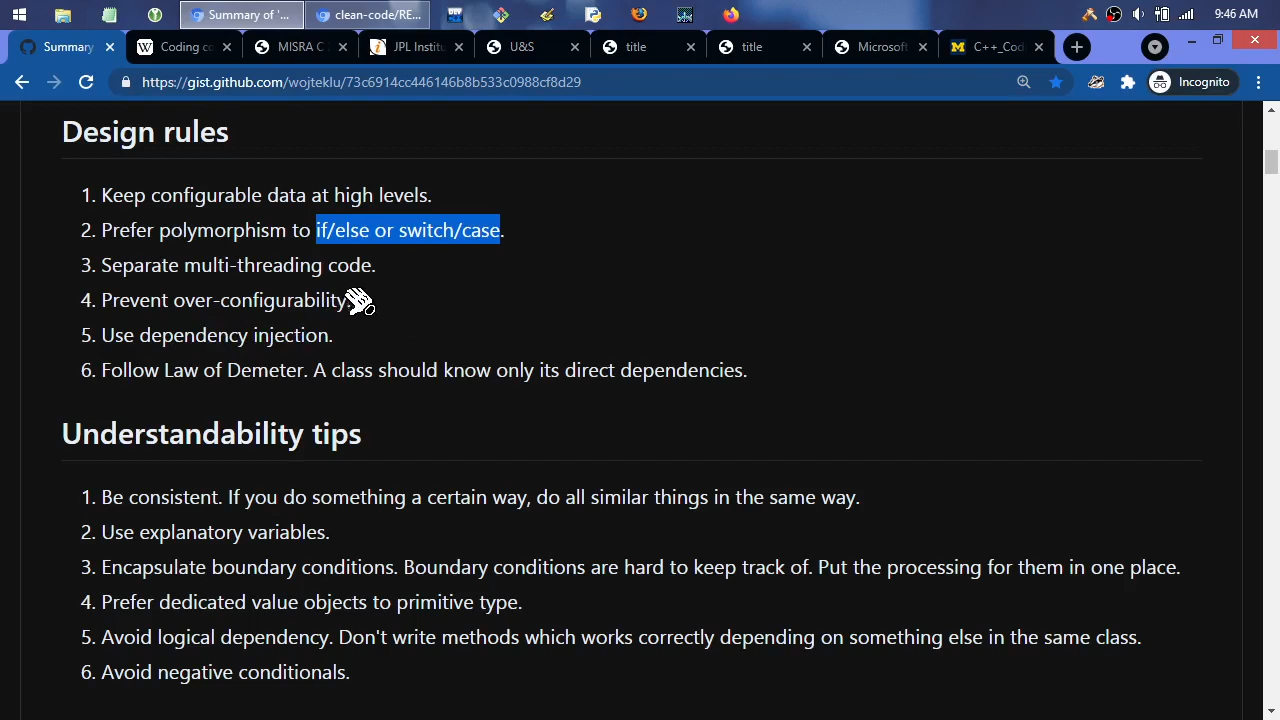 Summary of '...
clean-code/RE...
9:46 AM
Summary
Coding co
MISRA C 2
JPL Institu
U&S
title
title
Microsoft
C++_Cod
https://gist.github.com/wojteklu/73c6914cc446146b8b533c0988cf8d29
Incognito
Design rules
1. Keep configurable data at high levels.
2. Prefer polymorphism to if/else or switch/case.
3. Separate multi-threading code.
4. Prevent over-configurability.
5. Use dependency injection.
6. Follow Law of Demeter. A class should know only its direct dependencies.
Understandability tips
1. Be consistent. If you do something a certain way, do all similar things in the same way.
2. Use explanatory variables.
3. Encapsulate boundary conditions. Boundary conditions are hard to keep track of. Put the processing for them in one place.
4. Prefer dedicated value objects to primitive type.
5. Avoid logical dependency. Don't write methods which works correctly depending on something else in the same class.
6. Avoid negative conditionals.